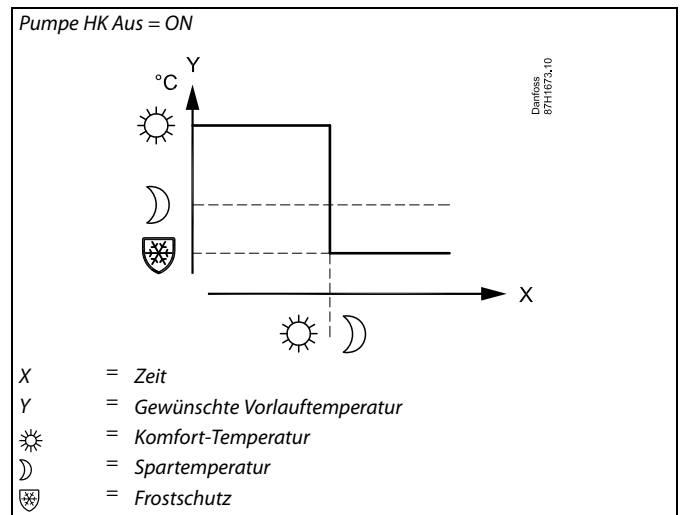 Pumpe HK Aus = ON
Y
°C
Danfoss
87H1673.10
X
X = Zeit
Y = Gewünschte Vorlauftemperatur
= Komfort-Temperatur
= Spartemperatur
= Frostschutz